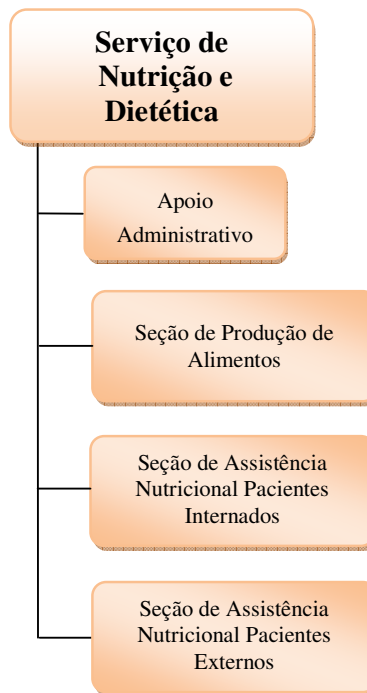 Serviço de
Nutrição e
Dietética
Apoio
Administrativo
Seção de Produção de
Alimentos
Seção de Assistência
Nutricional Pacientes
Internados
Seção de Assistência
Nutricional Pacientes
Externos